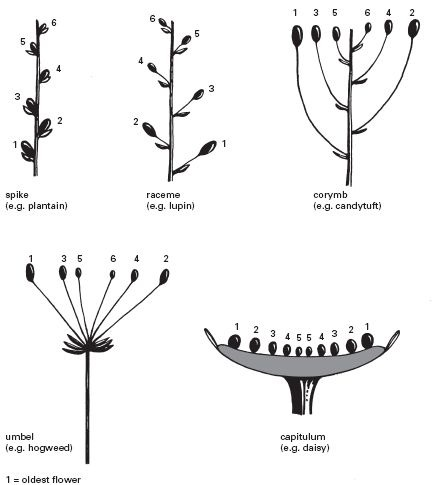 1 3 5 6 4 2
6
5
5
4
4
3
3
2
2
1
1
spike
(e.g. plantain)
raceme
(e.g. lupin)
corymb
(e.g. candytuft)
1 3 5 6 4 2
1 2 3 4 5 5 4 3 2 1
umbel
(e.g. hogweed)
capitulum
(e.g. daisy)
1 = oldest flower